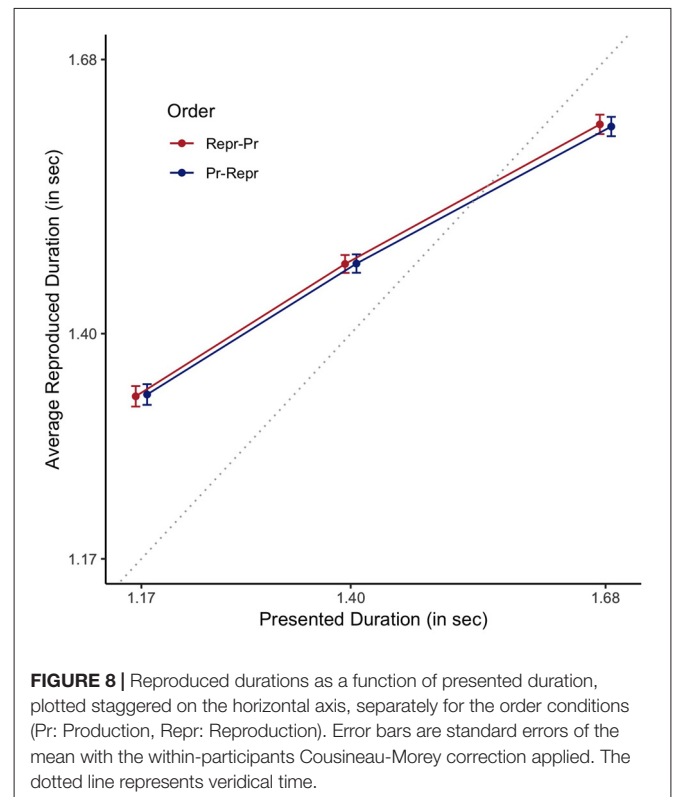 1.68
Order
Repr-Pr
Pr-Repr
Average Reproduced Duration (in sec)
1.40
1.17
1.17
1.40
1.68
Presented Duration (in sec)
FIGURE 8 | Reproduced durations as a function of presented duration,
plotted staggered on the horizontal axis, separately for the order conditions
(Pr: Production, Repr: Reproduction). Error bars are standard errors of the
mean with the within-participants Cousineau-Morey correction applied. The
dotted line represents veridical time.